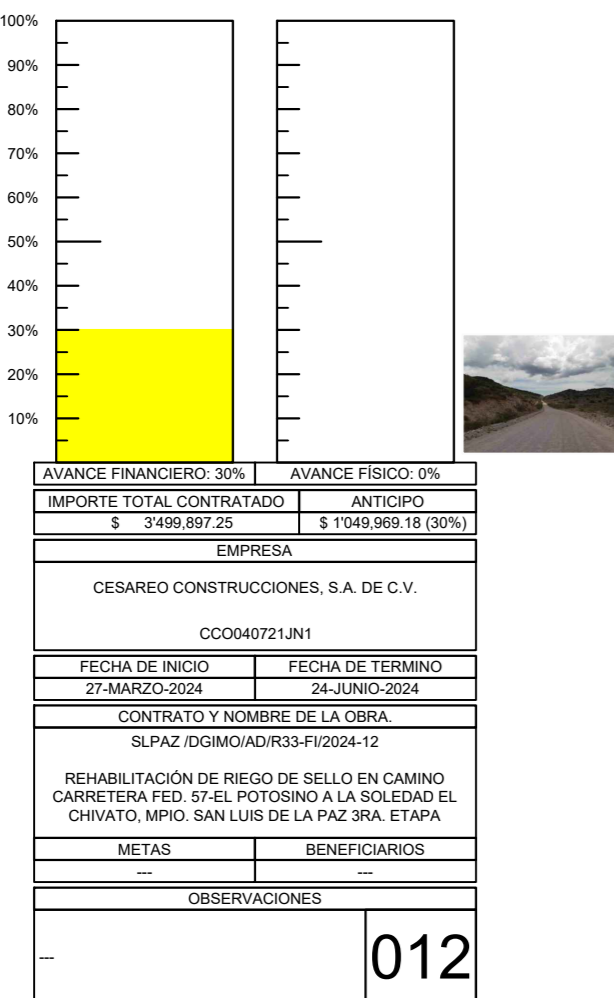 100%
90%
80%
70%
60%
50%
40%
30%
20%
10%
AVANCE FINANCIERO: 30% AVANCE FÍSICO: 0%
IMPORTE TOTAL CONTRATADO ANTICIPO
$ 3'499,897.25 $ 1'049,969.18 (30%)
EMPRESA
CESAREO CONSTRUCCIONES, S.A. DE C.V.
CCO040721JN1
FECHA DE INICIO FECHA DE TERMINO
27-MARZO-2024 24-JUNIO-2024
CONTRATO Y NOMBRE DE LA OBRA.
SLPAZ /DGIMO/AD/R33-FI/2024-12
REHABILITACIÓN DE RIEGO DE SELLO EN CAMINO
CARRETERA FED. 57-EL POTOSINO A LA SOLEDAD EL
CHIVATO, MPIO. SAN LUIS DE LA PAZ 3RA. ETAPA
METAS BENEFICIARIOS
--- ---
OBSERVACIONES
--- 012